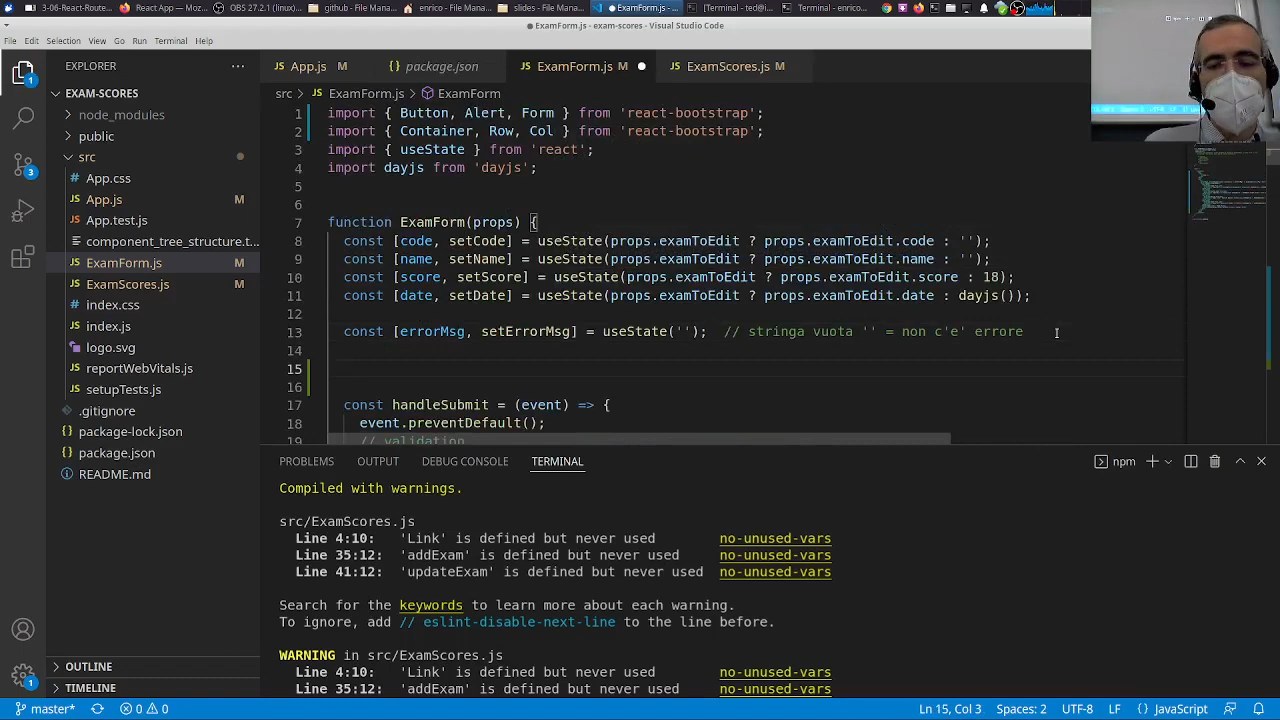 3-06-React-Route...
React App — M...
OBS 27.2.1 (linux)...
github - File Mana...
enrico - File Mana...
slides - File Mana...
ExamForm.js - ...
[Terminal - ted@...
Terminal - enrico...
● ExamForm.js - exam-scores - Visual Studio Code
File Edit Selection View Go Run Terminal Help
EXPLORER ...
App.js M
package.json
ExamForm.js M ●
ExamScores.js M
EXAM-SCORES
node_modules
public
src
App.css
App.js M
App.test.js
component_tree_structure.t...
ExamForm.js M
ExamScores.js M
index.css
index.js
logo.svg
reportWebVitals.js
setupTests.js
.gitignore
package-lock.json
package.json
README.md
OUTLINE
TIMELINE
1
3
1
src > ExamForm.js > ExamForm
1 import { Button, Alert, Form } from 'react-bootstrap';
2 import { Container, Row, Col } from 'react-bootstrap';
3 import { useState } from 'react';
4 import dayjs from 'dayjs';
5
6
7 function ExamForm(props) {
8 const [code, setCode] = useState(props.examToEdit ? props.examToEdit.code : '');
9 const [name, setName] = useState(props.examToEdit ? props.examToEdit.name : '');
10 const [score, setScore] = useState(props.examToEdit ? props.examToEdit.score : 18);
11 const [date, setDate] = useState(props.examToEdit ? props.examToEdit.date : dayjs());
12
13 const [errorMsg, setErrorMsg] = useState(''); // stringa vuota '' = non c'e' errore
14
15
16
17 const handleSubmit = (event) => {
18 event.preventDefault();
19 // validation
PROBLEMS OUTPUT DEBUG CONSOLE TERMINAL
npm
Compiled with warnings.
src/ExamScores.js
Line 4:10: 'Link' is defined but never used no-unused-vars
Line 35:12: 'addExam' is defined but never used no-unused-vars
Line 41:12: 'updateExam' is defined but never used no-unused-vars
Search for the keywords to learn more about each warning.
To ignore, add // eslint-disable-next-line to the line before.
WARNING in src/ExamScores.js
Line 4:10: 'Link' is defined but never used no-unused-vars
Line 35:12: 'addExam' is defined but never used no-unused-vars
master* 0 0 Ln 15, Col 3 Spaces: 2 UTF-8 LF {} JavaScript